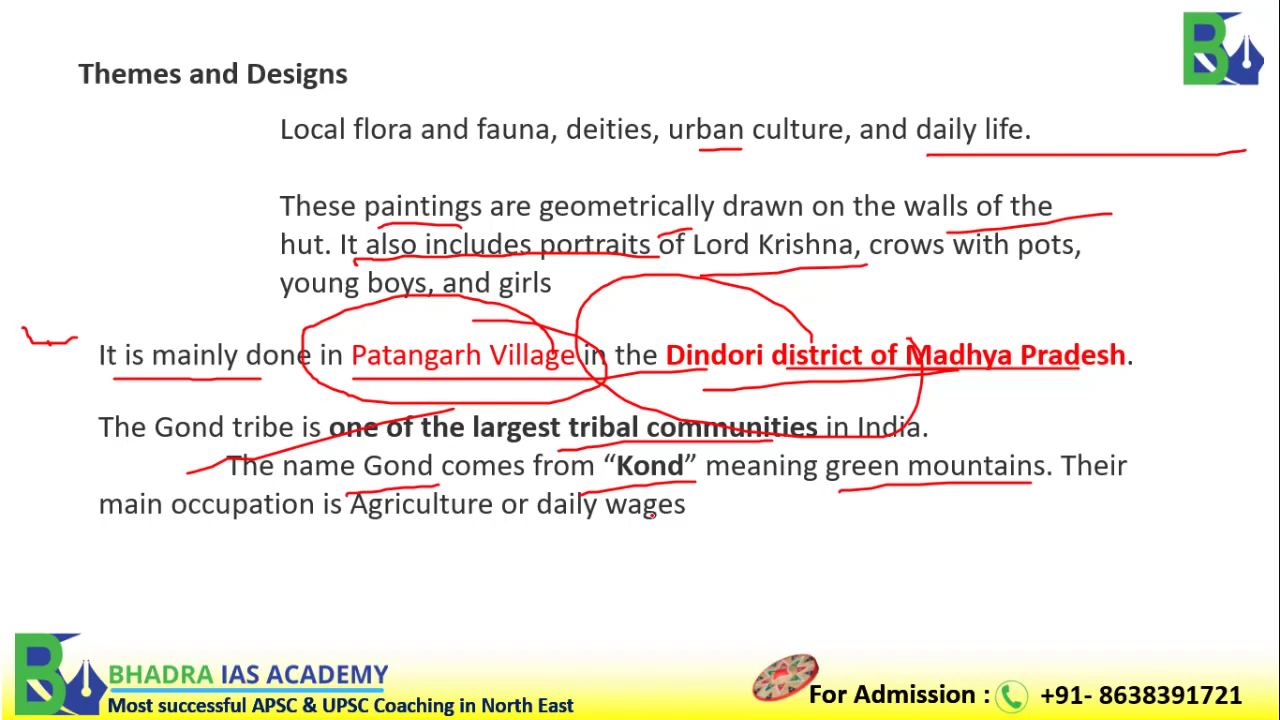 Themes and Designs
Local flora and fauna, deities, urban culture, and daily life.
These paintings are geometrically drawn on the walls of the
hut. It also includes portraits of Lord Krishna, crows with pots,
young boys, and girls
It is mainly done in Patangarh Village in the Dindori district of Madhya Pradesh.
The Gond tribe is one of the largest tribal communities in India.
The name Gond comes from “Kond” meaning green mountains. Their
main occupation is Agriculture or daily wages
BHADRA IAS ACADEMY
Most successful APSC & UPSC Coaching in North East
For Admission : +91- 8638391721